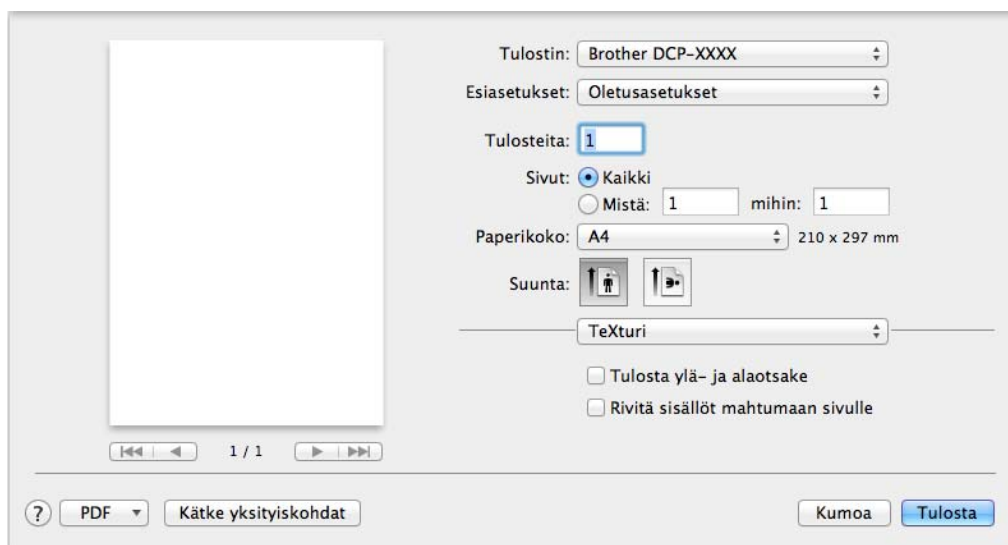 Tulostin: Brother DCP-XXXX
Esiasetukset: Oletusasetukset
Tulosteita: 1
Sivut: Kaikki
Mistä: 1 mihin: 1
Paperikoko: A4 210 x 297 mm
Suunta:
TeXturi
Tulosta ylä- ja alaotsake
Rivitä sisällöt mahtumaan sivulle
1 / 1
? PDF Kätke yksityiskohdat Kumoa Tulosta